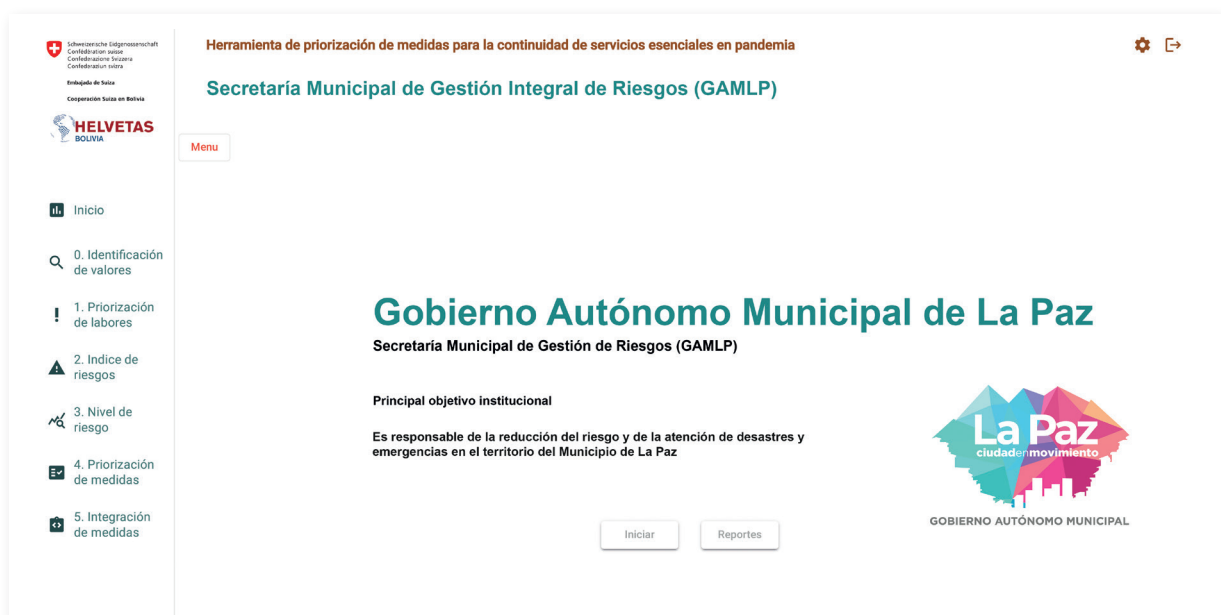 Schweizerische Eidgenossenschaft
Confédération suisse
Confederazione Svizzera
Confederaziun svizra
Embajada de Suiza
Cooperación Suiza en Bolivia
HELVETAS
BOLIVIA
Herramienta de priorización de medidas para la continuidad de servicios esenciales en pandemia
Secretaría Municipal de Gestión Integral de Riesgos (GAMLP)
Menu
Inicio
0. Identificación
de valores
1. Priorización
de labores
2. Indice de
riesgos
3. Nivel de
riesgo
4. Priorización
de medidas
5. Integración
de medidas
Gobierno Autónomo Municipal de La Paz
Secretaría Municipal de Gestión de Riesgos (GAMLP)
Principal objetivo institucional
Es responsable de la reducción del riesgo y de la atención de desastres y
emergencias en el territorio del Municipio de La Paz
Iniciar
Reportes
La Paz
ciudadenmovimiento
GOBIERNO AUTÓNOMO MUNICIPAL